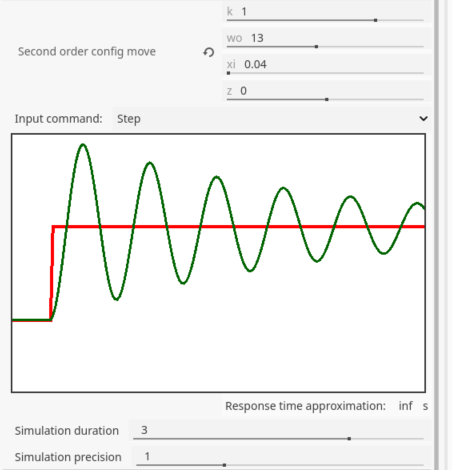 k 1
wo 13
Second order config move
xi 0.04
z 0
Input command: Step
Response time approximation: inf s
Simulation duration 3
Simulation precision 1